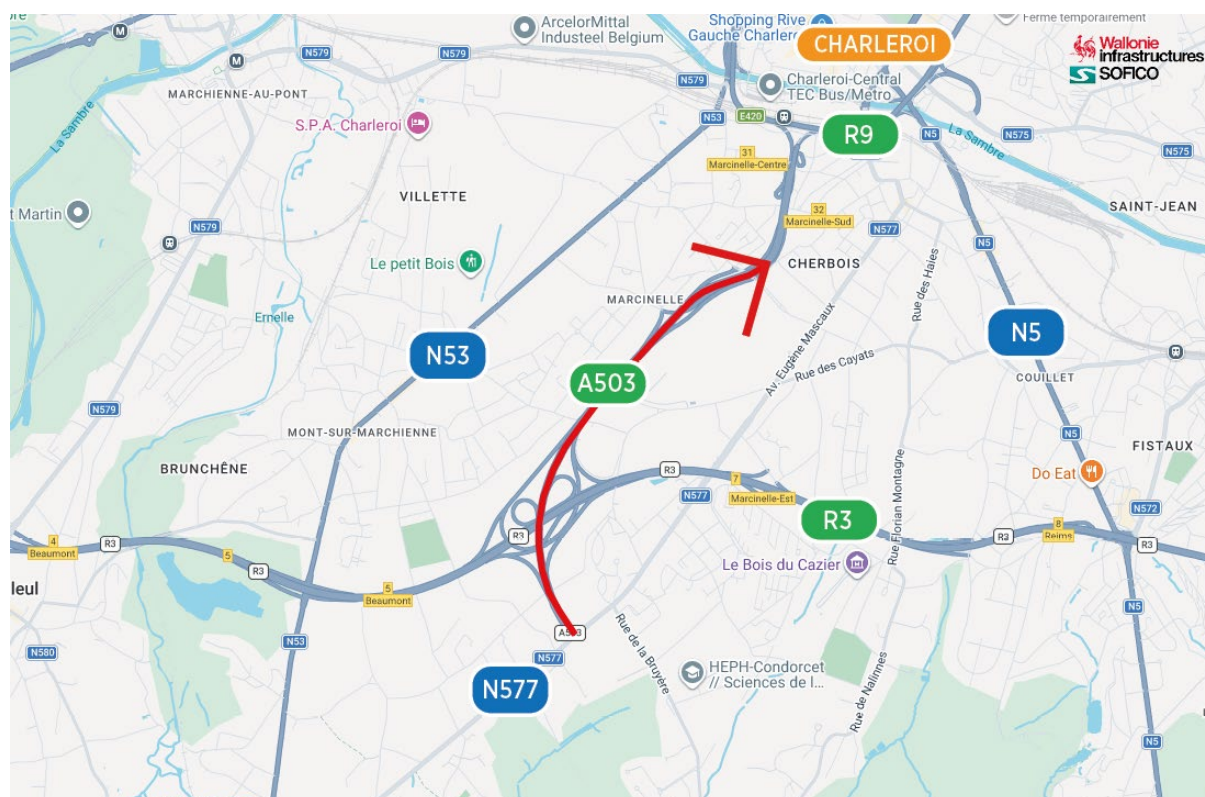 Ferme temporairement
ArcelorMittal
Industeel Belgium
Shopping Rive
Gauche Charler
CHARLEROI
Wallonie
infrastructures
SOFICO
M
N579
M
N579
N579
MARCHIENNE-AU-PONT
Charleroi-Central
TEC Bus/Metro
La Sambre
S.P.A. Charleroi
N53
E420
R9
N5
La Sambre
N575
N575
31
Marcinelle-Centre
VILLETTE
t Martin
N579
32
Marcinelle-Sud
N577
SAINT-JEAN
N5
Le petit Bois
CHERBOIS
Rue des Haies
MARCINELLE
Ernelle
N53
A503
Av. Eugène Mascaux
Rue des Cayats
N5
COUILLET
N579
MONT-SUR-MARCHIENNE
N5
FISTAUX
BRUNCHÊNE
R3
7
Marcinelle-Est
N577
Do Eat
Rue Florian Montagne
N572
R3
R3
4
Beaumont
R3
5
R3
8
Reims
R3
Le Bois du Cazier
R3
leul
5
Beaumont
N5
A503
N53
N580
N577
Rue de la Bruyère
HEPH-Condorcet
// Sciences de l...
N577
Rue de Nalinnes
N5